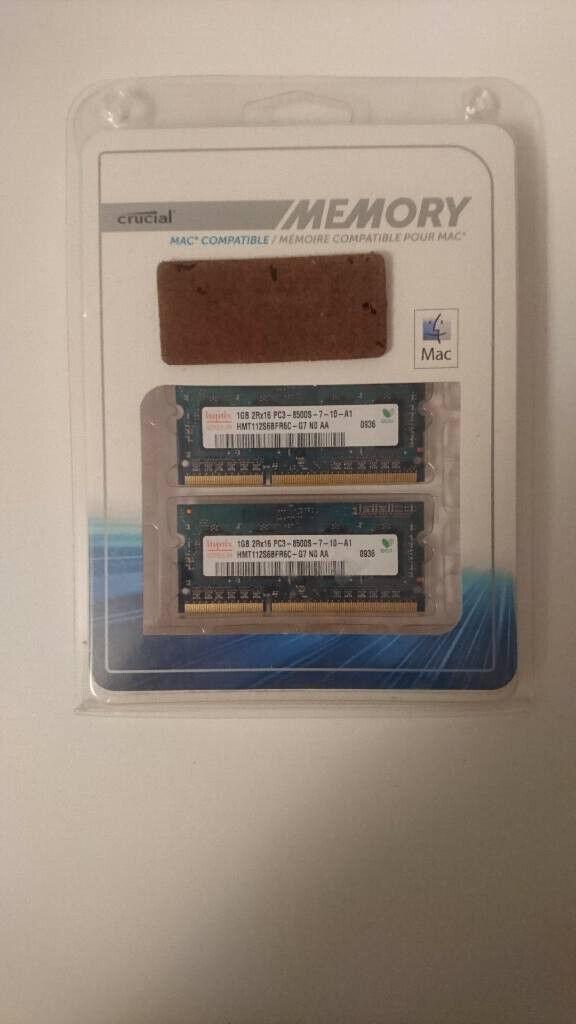 crucial
MEMORY
MAC® COMPATIBLE / MÉMOIRE COMPATIBLE POUR MAC®
Mac
hynix
1GB 2Rx16 PC3-8500S-7-10-A1
HMT112S6BFR6C-G7 N0 AA 0936
hynix
1GB 2Rx16 PC3-8500S-7-10-A1
HMT112S6BFR6C-G7 N0 AA 0936